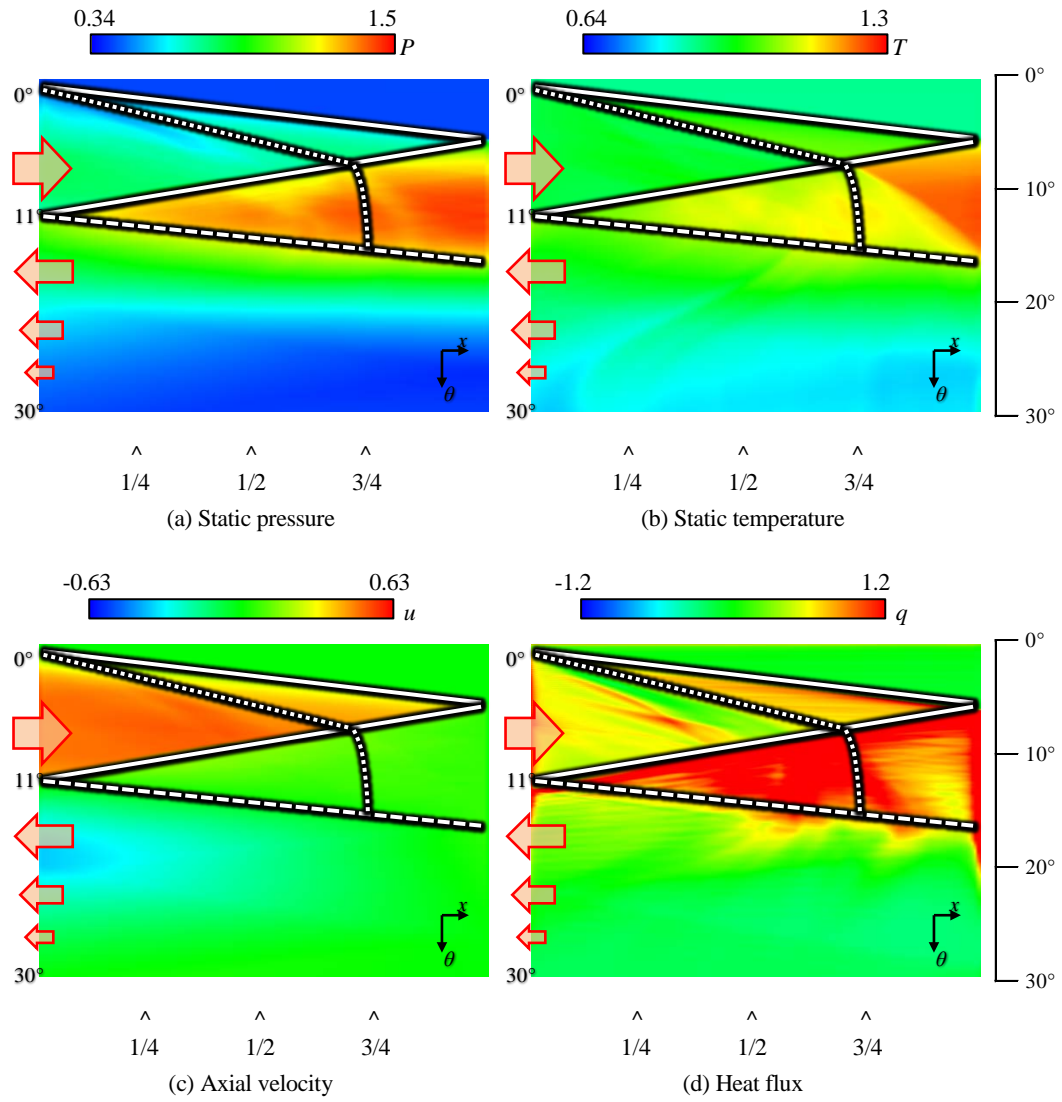 0.34 1.5 0.64 1.3
P T
0° 0° 0°
10°
11° 11°
20°
x x
θ θ
30° 30° 30°
^ ^ ^ ^ ^ ^
1/4 1/2 3/4 1/4 1/2 3/4
(a) Static pressure (b) Static temperature
-0.63 0.63 -1.2 1.2
u q
0° 0°
10°
11° 11°
20°
x x
θ θ
30° 30° 30°
^ ^ ^ ^ ^ ^
1/4 1/2 3/4 1/4 1/2 3/4
(c) Axial velocity (d) Heat flux